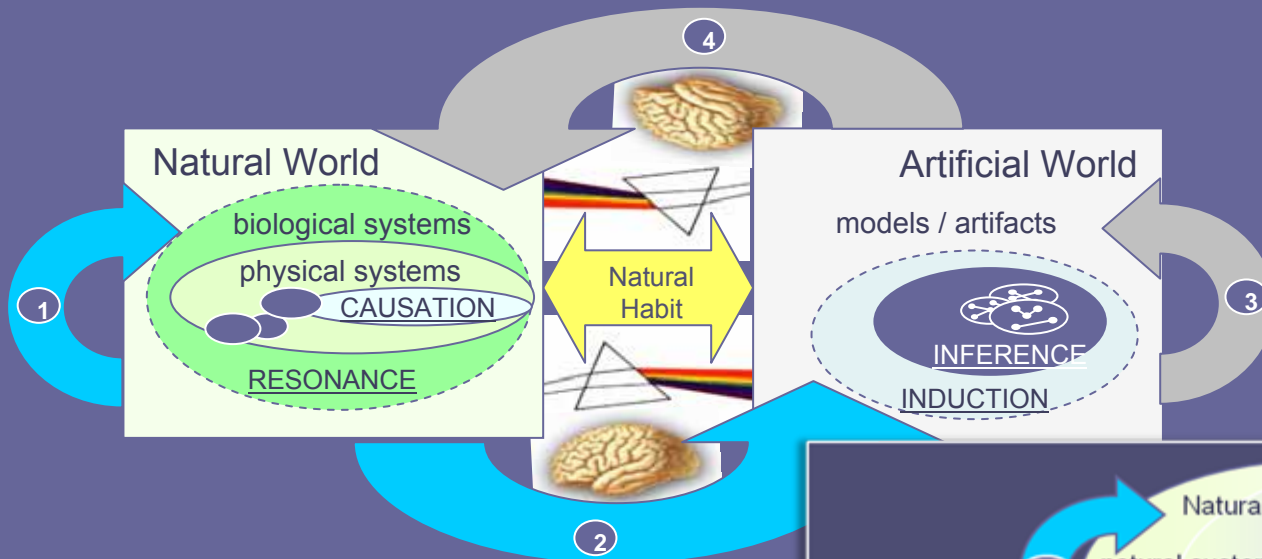 4
Natural World
Artificial World
biological systems
models / artifacts
physical systems
Natural
Habit
CAUSATION
1
3
INFERENCE
RESONANCE
INDUCTION
2